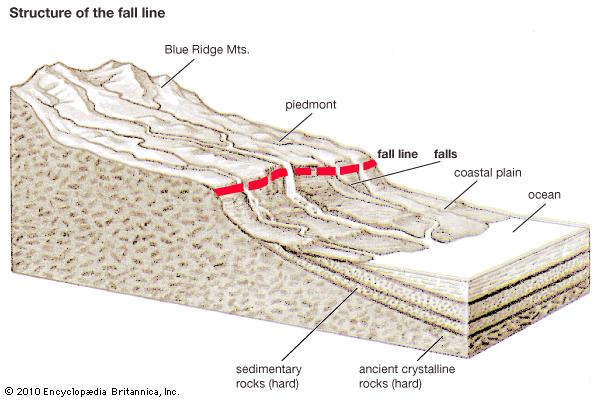 Structure of the fall line
Blue Ridge Mts.
piedmont
fall line
falls
coastal plain
ocean
sedimentary
rocks (hard)
ancient crystalline
rocks (hard)
© 2010 Encyclopædia Britannica, Inc.